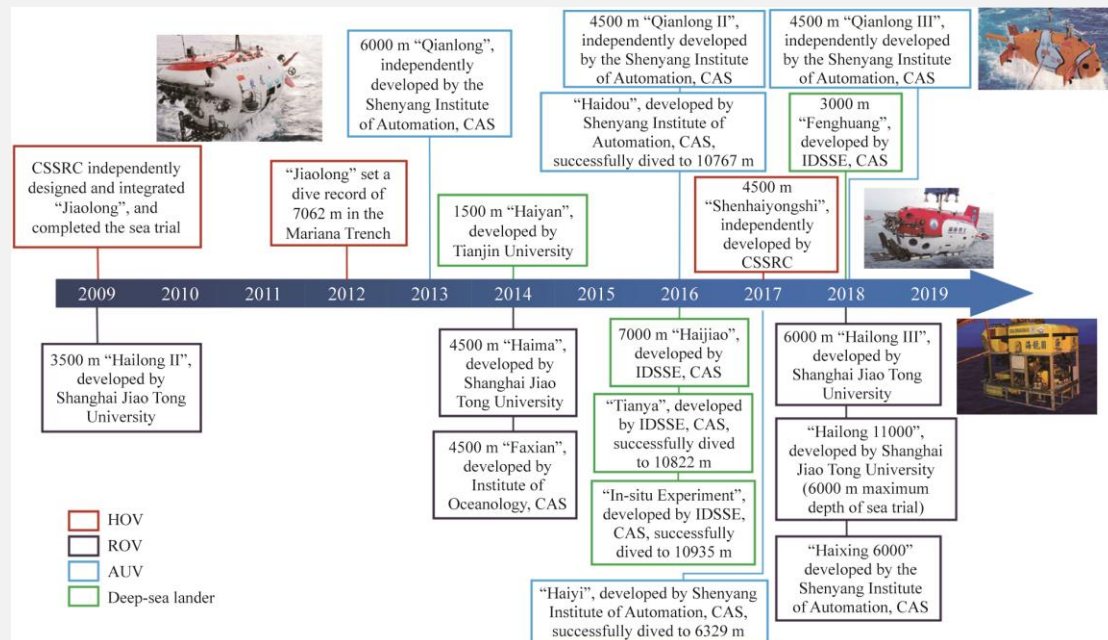 6000 m “Qianlong”,
independently
developed by the
Shenyang Institute
of Automation, CAS
4500 m “Qianlong II”,
independently developed
by the Shenyang Institute
of Automation, CAS
4500 m “Qianlong III”,
independently developed
by the Shenyang Institute
of Automation, CAS
“Haidou”, developed by
Shenyang Institute of
Automation, CAS,
successfully dived to 10767 m
3000 m
“Fenghuang”,
developed by
IDSSE, CAS
CSSRC independently
designed and integrated
“Jiaolong”, and
completed the sea trial
“Jiaolong” set a
dive record of
7062 m in the
Mariana Trench
1500 m “Haiyan”,
developed by
Tianjin University
4500 m
“Shenhaiyongshi”,
independently
developed by
CSSRC
2009 2010 2011 2012 2013 2014 2015 2016 2017 2018 2019
3500 m “Hailong II”,
developed by
Shanghai Jiao Tong
University
4500 m “Haima”,
developed by
Shanghai Jiao
Tong University
7000 m “Haijiao”,
developed by
IDSSE, CAS
6000 m “Hailong III”,
developed by
Shanghai Jiao Tong
University
“Tianya”, developed
by IDSSE, CAS,
successfully dived
to 10822 m
4500 m “Faxian”,
developed by
Institute of
Oceanology, CAS
“Hailong 11000”,
developed by Shanghai
Jiao Tong University
(6000 m maximum
depth of sea trial)
“In-situ Experiment”,
developed by IDSSE,
CAS, successfully
dived to 10935 m
“Haixing 6000”
developed by the
Shenyang Institute
of Automation, CAS
“Haiyi”, developed by Shenyang
Institute of Automation, CAS,
successfully dived to 6329 m
HOV
ROV
AUV
Deep-sea lander